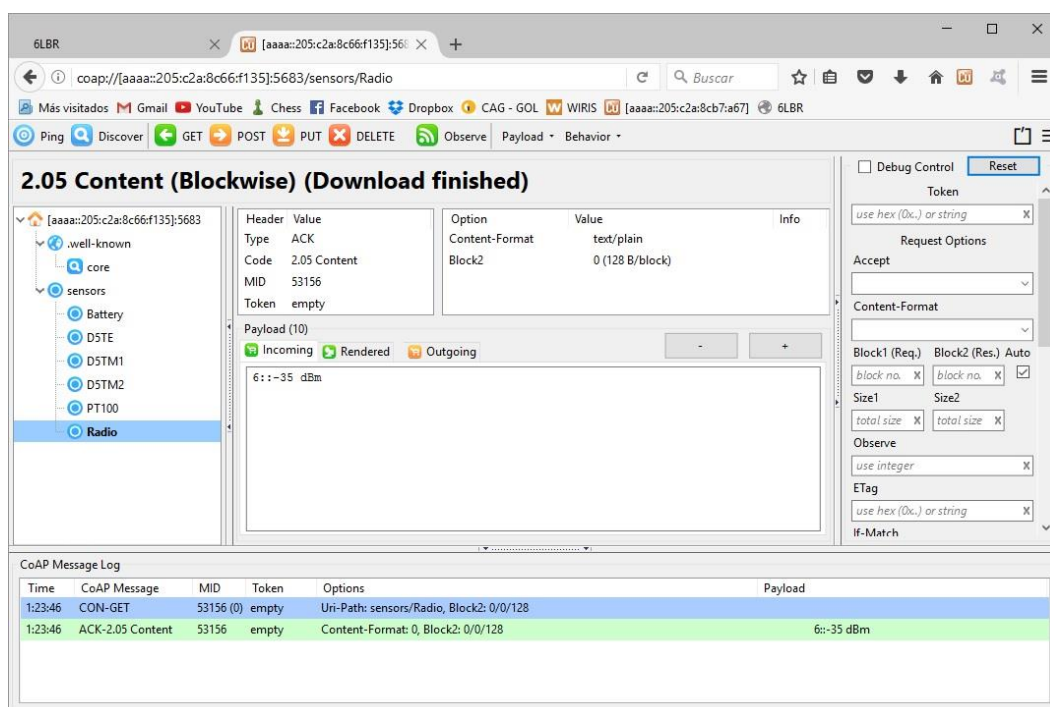 6LBR
[aaaa::205:c2a:8c66:f135]:568
coap://[aaaa::205:c2a:8c66:f135]:5683/sensors/Radio
Buscar
Más visitados Gmail YouTube Chess Facebook Dropbox CAG - GOL WIRIS [aaaa::205:c2a:8cb7:a67] 6LBR
Ping Discover GET POST PUT DELETE Observe Payload Behavior
2.05 Content (Blockwise) (Download finished)
[aaaa::205:c2a:8c66:f135]:5683
.well-known
core
sensors
Battery
D5TE
D5TM1
D5TM2
PT100
Radio
Header Value
Type ACK
Code 2.05 Content
MID 53156
Token empty
Option Value Info
Content-Format text/plain
Block2 0 (128 B/block)
Payload (10)
Incoming Rendered Outgoing
- +
6::-35 dBm
Debug Control Reset
Token
use hex (0x..) or string X
Request Options
Accept
Content-Format
Block1 (Req.) Block2 (Res.) Auto
block no. X block no. X
Size1 Size2
total size X total size X
Observe
use integer X
ETag
use hex (0x..) or string X
If-Match
CoAP Message Log
Time CoAP Message MID Token Options Payload
1:23:46 CON-GET 53156 (0) empty Uri-Path: sensors/Radio, Block2: 0/0/128
1:23:46 ACK-2.05 Content 53156 empty Content-Format: 0, Block2: 0/0/128 6::-35 dBm